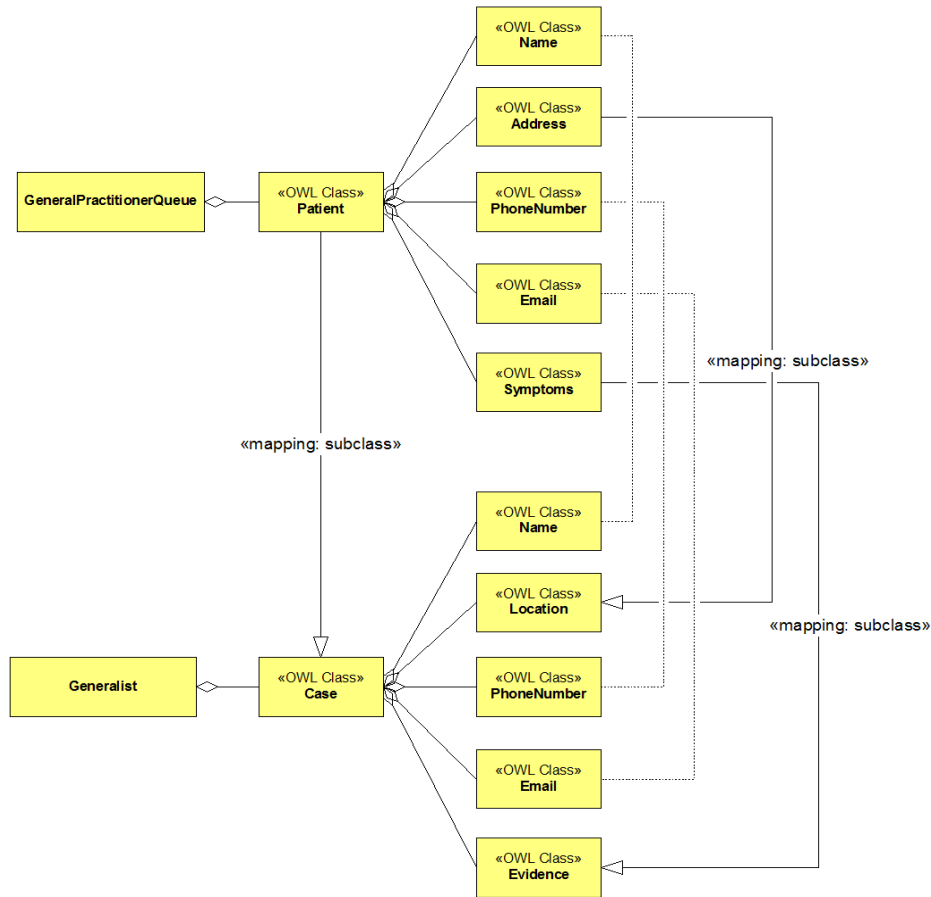 «OWL Class»
Name
«OWL Class»
Address
GeneralPractitionerQueue
«OWL Class»
Patient
«OWL Class»
PhoneNumber
«OWL Class»
Email
«OWL Class»
Symptoms
«mapping: subclass»
«mapping: subclass»
«OWL Class»
Name
«OWL Class»
Location
«mapping: subclass»
Generalist
«OWL Class»
Case
«OWL Class»
PhoneNumber
«OWL Class»
Email
«OWL Class»
Evidence